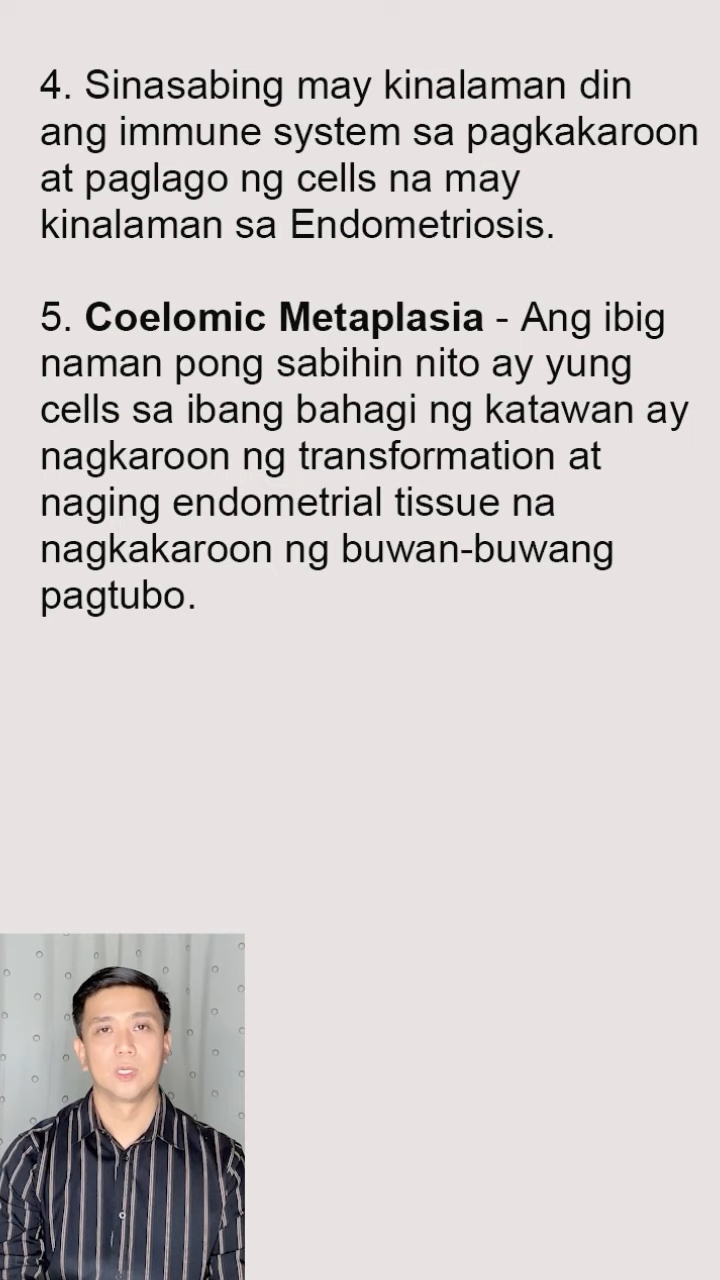 4. Sinasabing may kinalaman din
ang immune system sa pagkakaroon
at paglago ng cells na may
kinalaman sa Endometriosis.
5. Coelomic Metaplasia - Ang ibig
naman pong sabihin nito ay yung
cells sa ibang bahagi ng katawan ay
nagkaroon ng transformation at
naging endometrial tissue na
nagkakaroon ng buwan-buwang
pagtubo.